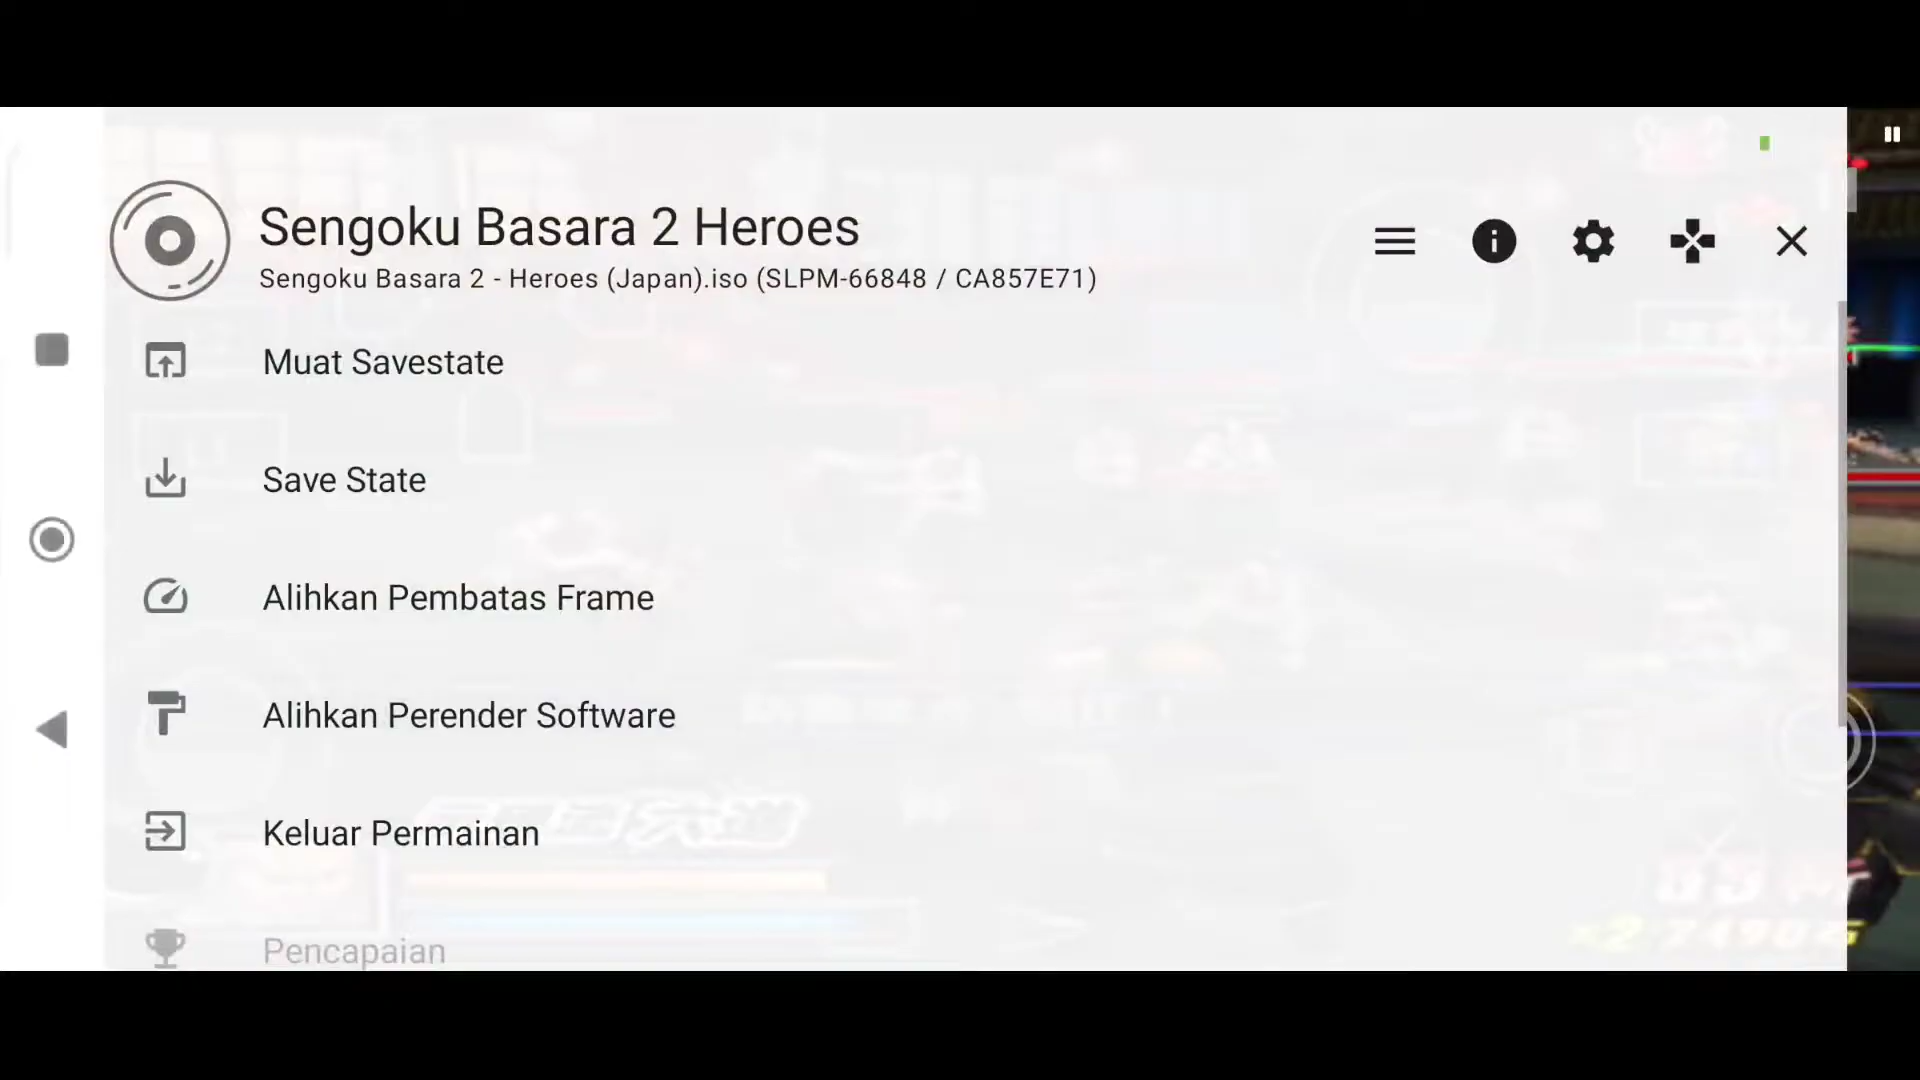 Sengoku Basara 2 Heroes
Sengoku Basara 2 - Heroes (Japan).iso (SLPM-66848 / CA857E71)
Muat Savestate
Save State
Alihkan Pembatas Frame
Alihkan Perender Software
Keluar Permainan
Pencapaian